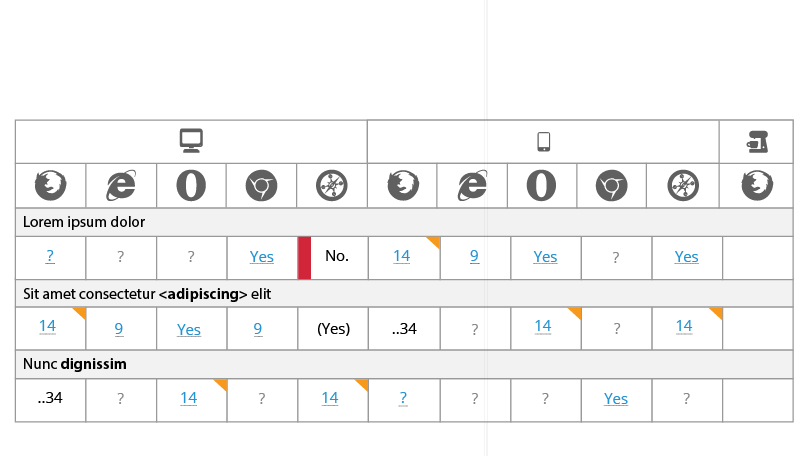 Lorem ipsum dolor
? ? ? Yes No. 14 9 Yes ? Yes
Sit amet consectetur <adipiscing> elit
14 9 Yes 9 (Yes) ..34 ? 14 ? 14
Nunc dignissim
..34 ? 14 ? 14 ? ? ? Yes ?